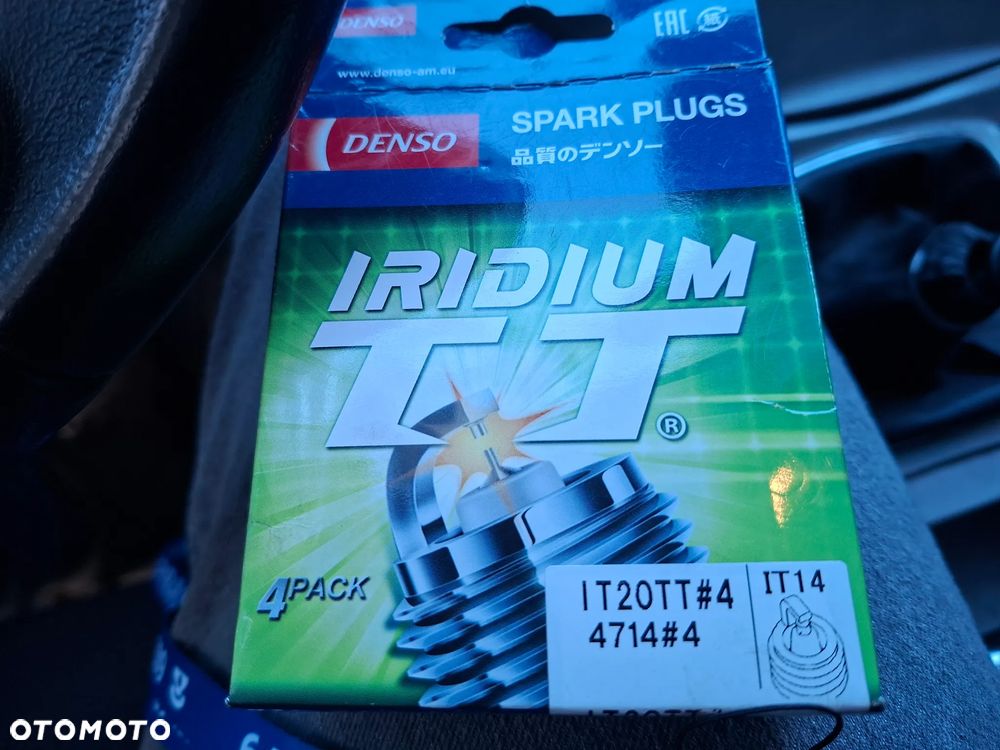 DENSO
EAC
紙
www.denso-am.eu
DENSO
SPARK PLUGS
品質のデンソー
IRIDIUM
TT®
4PACK
IT20TT#4
4714#4
IT14
OTOMOTO